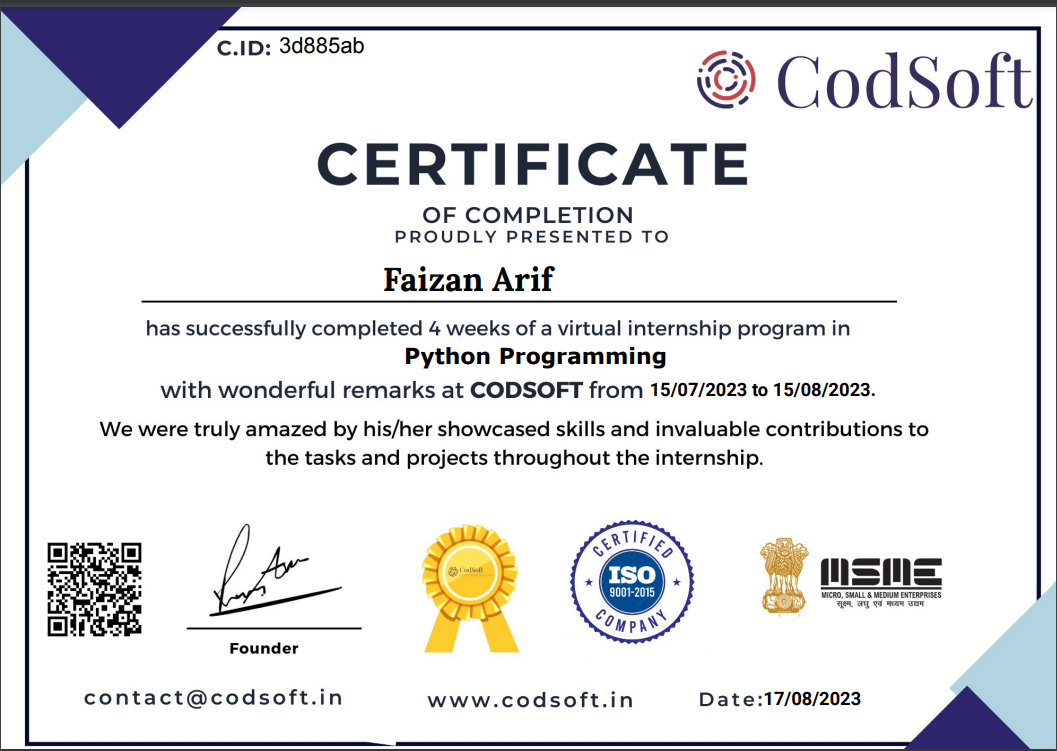 C.ID: 3d885ab
CodSoft
CERTIFICATE
OF COMPLETION
PROUDLY PRESENTED TO
Faizan Arif
has successfully completed 4 weeks of a virtual internship program in
Python Programming
with wonderful remarks at CODSOFT from 15/07/2023 to 15/08/2023.
We were truly amazed by his/her showcased skills and invaluable contributions to
the tasks and projects throughout the internship.
Founder
CodSoft
CERTIFIED
ISO
9001-2015
COMPANY
MSME
MICRO, SMALL & MEDIUM ENTERPRISES
सूक्ष्म, लघु एवं मध्यम उद्यम
contact@codsoft.in
www.codsoft.in
Date:17/08/2023